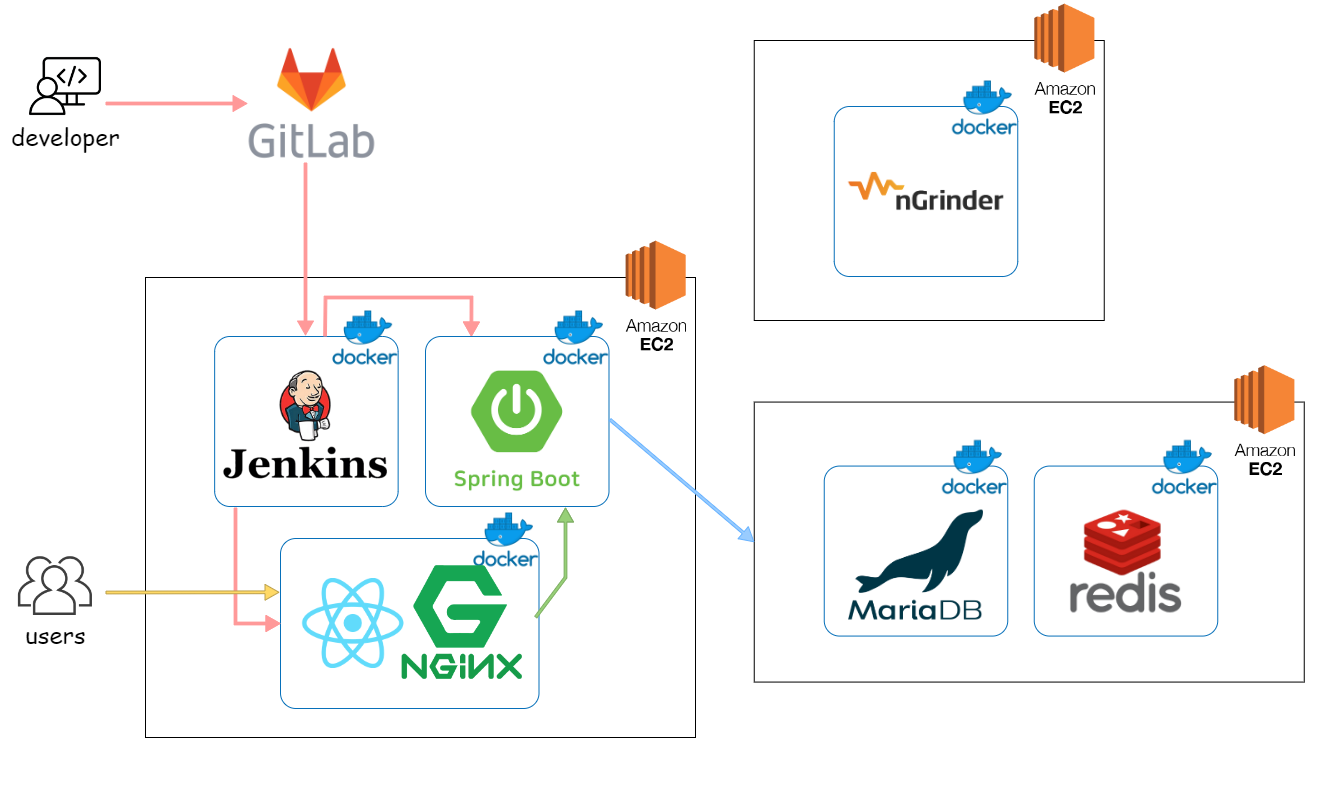 developer
</>
GitLab
Amazon
EC2
docker
nGrinder
Amazon
EC2
docker
Jenkins
docker
Spring Boot
Amazon
EC2
docker
MariaDB
docker
redis
users
docker
NGINX